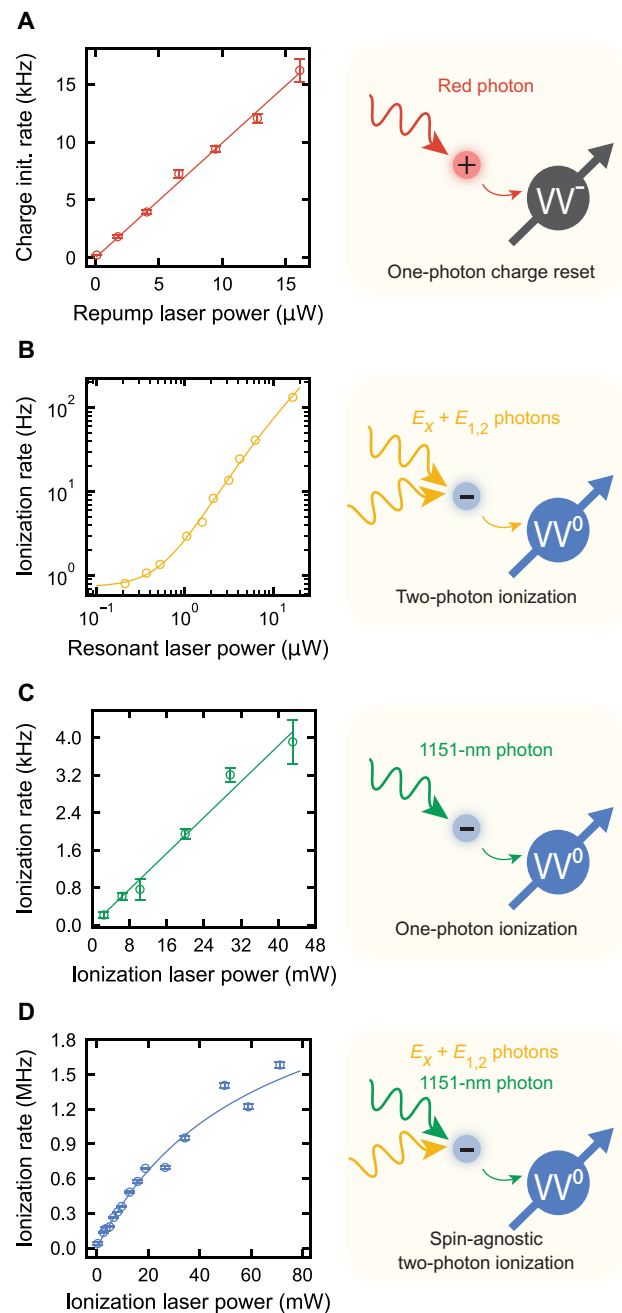 A
Charge init. rate (kHz)
15
10
5
0
0 5 10 15
Repump laser power (μW)
Red photon
+
VV⁻
One-photon charge reset
B
Ionization rate (Hz)
10²
10¹
10⁰
10⁻¹ 10⁰ 10¹
Resonant laser power (μW)
Eₓ + E₁,₂ photons
−
VV⁰
Two-photon ionization
C
Ionization rate (kHz)
4.0
3.2
2.4
1.6
0.8
0.0
0 12 24 36 48
Ionization laser power (mW)
1151-nm photon
−
VV⁰
One-photon ionization
D
Ionization rate (MHz)
1.8
1.5
1.2
0.9
0.6
0.3
0.0
0 20 40 60 80
Ionization laser power (mW)
Eₓ + E₁,₂ photons
1151-nm photon
−
VV⁰
Spin-agnostic
two-photon ionization